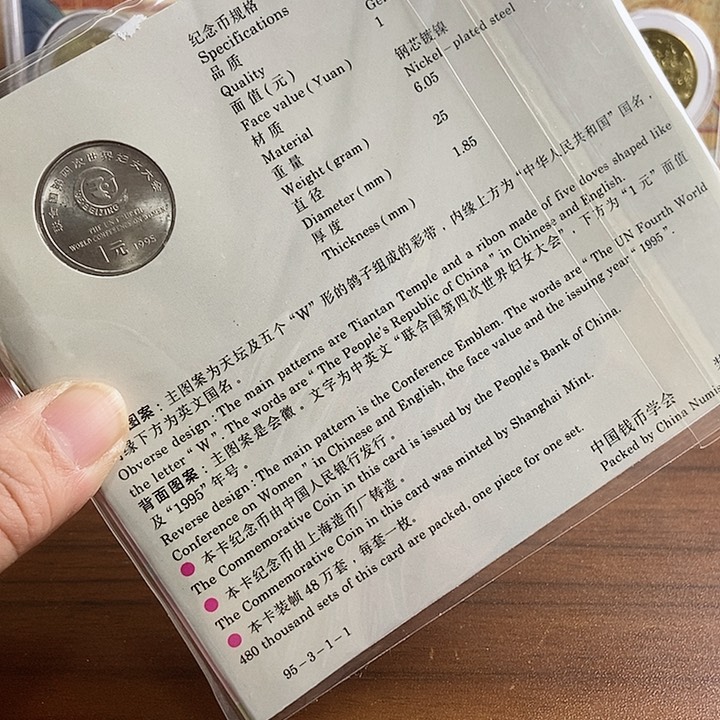 纪念币规格
Specifications
品质
Quality
面值(元) 1
Face value(Yuan)
材质 钢芯镀镍
Material Nickel-plated steel
重量 6.05
Weight(gram)
直径 25
Diameter(mm)
厚度 1.85
Thickness(mm)
联合国第四次世界妇女大会
1元 1995
图案:主图案为天坛及五个“W”形的鸽子组成的彩带,内缘上方为“中华人民共和国”国名,
缘下方为英文国名。
Obverse design:The main patterns are Tiantan Temple and a ribon made of five doves shaped like
the letter “W”. The words are “The People's Republic of China” in Chinese and English.
背面图案:主图案是会徽。文字为中英文“联合国第四次世界妇女大会”,下方为“1元”面值
及“1995”年号。
Reverse design:The main pattern is the Conference Emblem. The words are “The UN Fourth World
Conference on Women” in Chinese and English, the face value and the issuing year “1995”.
●本卡纪念币由中国人民银行发行。
The Commemorative Coin in this card is issued by the People's Bank of China.
●本卡纪念币由上海造币厂铸造。
The Commemorative Coin in this card was minted by Shanghai Mint.
●本卡装帧48万套,每套一枚。
480 thousand sets of this card are packed, one piece for one set.
中国钱币学会
Packed by China
95-3-1-1